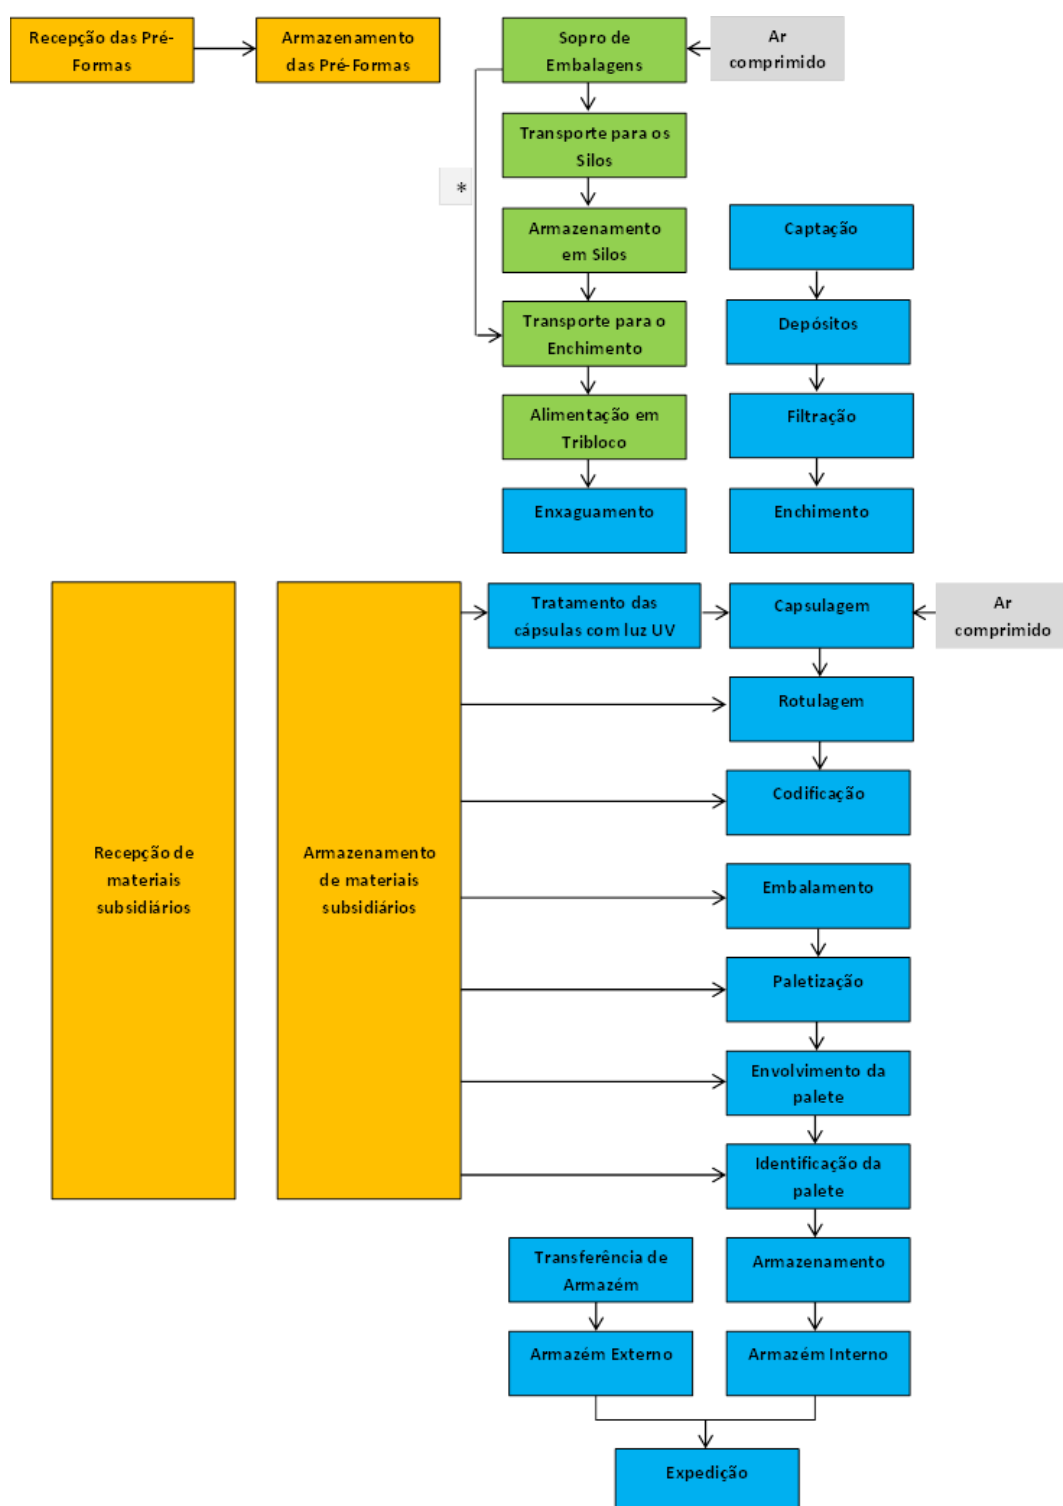 Recepção das Pré-
Formas
Armazenamento
das Pré-Formas
Sopro de
Embalagens
Ar
comprimido
Transporte para os
Silos
*
Armazenamento
em Silos
Captação
Transporte para o
Enchimento
Depósitos
Alimentação em
Tribloco
Filtração
Enxaguamento
Enchimento
Tratamento das
cápsulas com luz UV
Capsulagem
Ar
comprimido
Rotulagem
Codificação
Recepção de
materiais
subsidiários
Armazenamento
de materiais
subsidiários
Embalamento
Paletização
Envolvimento da
palete
Identificação da
palete
Transferência de
Armazém
Armazenamento
Armazém Externo
Armazém Interno
Expedição